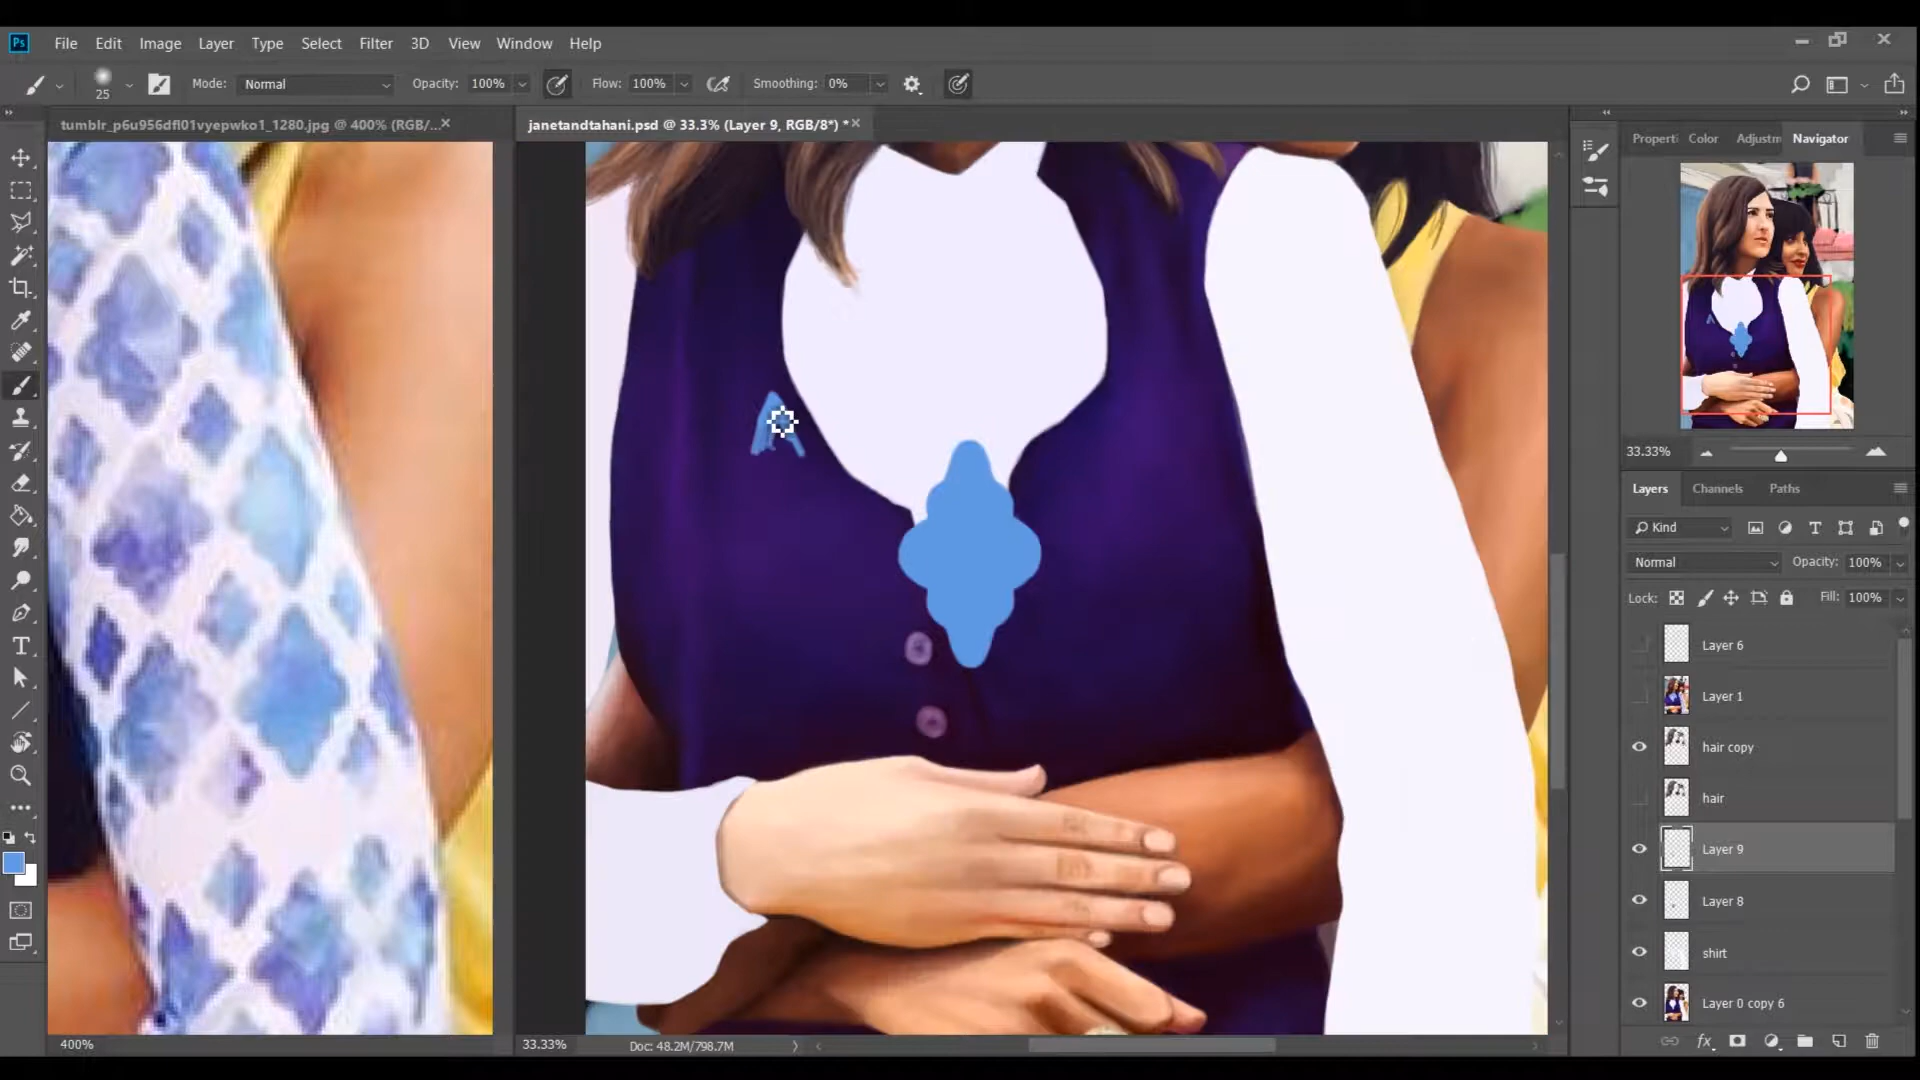 Ps File Edit Image Layer Type Select Filter 3D View Window Help
25 Mode: Normal Opacity: 100% Flow: 100% Smoothing: 0%
tumblr_p6u956dfl01vyepwko1_1280.jpg @ 400% (RGB/... janetandtahani.psd @ 33.3% (Layer 9, RGB/8*) *
Properti Color Adjustm Navigator
A
33.33%
Layers Channels Paths
Kind
Normal Opacity: 100%
Lock: Fill: 100%
Layer 6
Layer 1
hair copy
hair
Layer 9
Layer 8
shirt
Layer 0 copy 6
400% 33.33% Doc: 48.2M/798.7M
fx